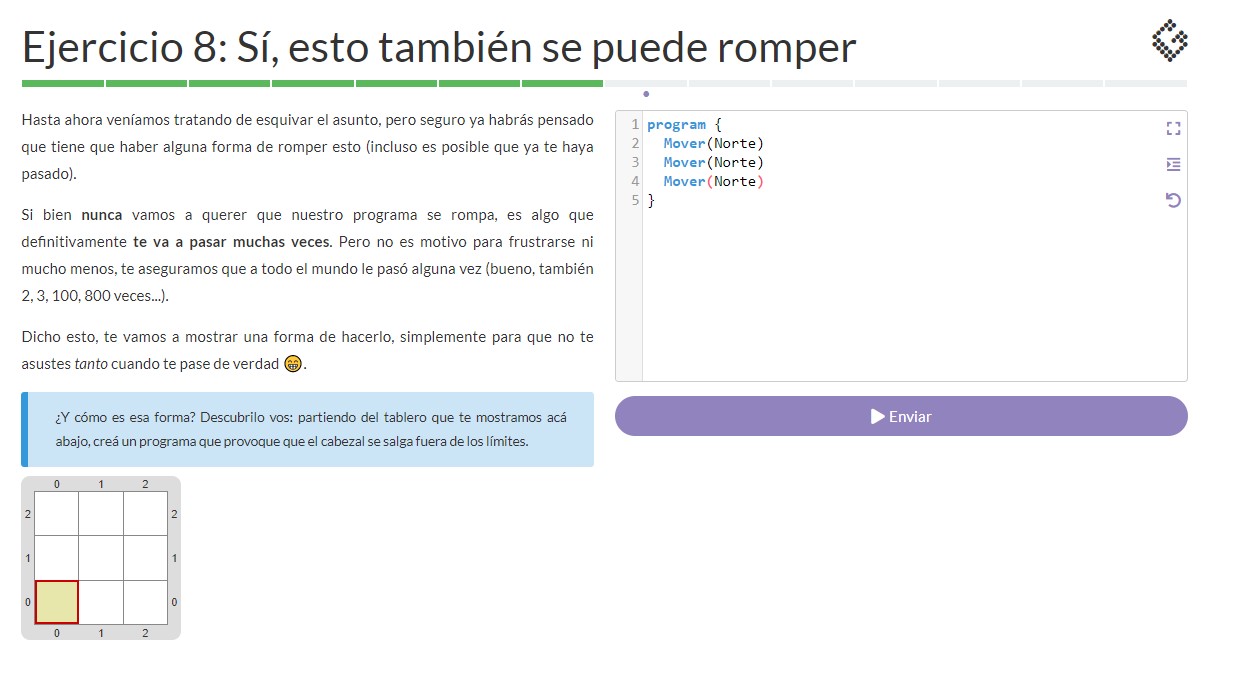 Ejercicio 8: Sí, esto también se puede romper
Hasta ahora veníamos tratando de esquivar el asunto, pero seguro ya habrás pensado
que tiene que haber alguna forma de romper esto (incluso es posible que ya te haya
pasado).
Si bien nunca vamos a querer que nuestro programa se rompa, es algo que
definitivamente te va a pasar muchas veces. Pero no es motivo para frustrarse ni
mucho menos, te aseguramos que a todo el mundo le pasó alguna vez (bueno, también
2, 3, 100, 800 veces...).
Dicho esto, te vamos a mostrar una forma de hacerlo, simplemente para que no te
asustes tanto cuando te pase de verdad 😁.
¿Y cómo es esa forma? Descubrilo vos: partiendo del tablero que te mostramos acá
abajo, creá un programa que provoque que el cabezal se salga fuera de los límites.
0 1 2
2 2
1 1
0 0
0 1 2
1 program {
2 Mover(Norte)
3 Mover(Norte)
4 Mover(Norte)
5 }
Enviar